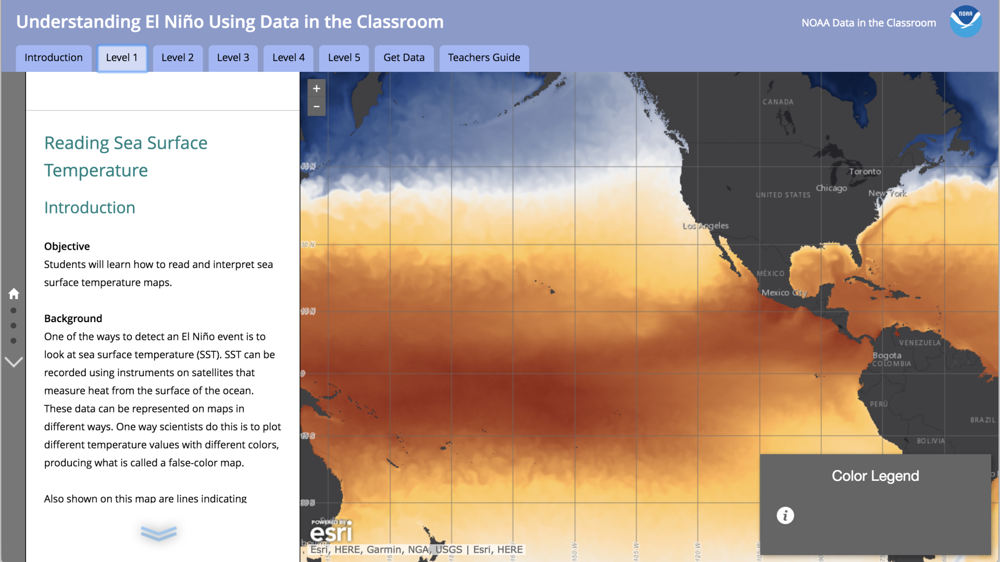 Understanding El Niño Using Data in the Classroom
NOAA Data in the Classroom
NOAA
Introduction
Level 1
Level 2
Level 3
Level 4
Level 5
Get Data
Teachers Guide
Reading Sea Surface
Temperature
Introduction
Objective
Students will learn how to read and interpret sea
surface temperature maps.
Background
One of the ways to detect an El Niño event is to
look at sea surface temperature (SST). SST can be
recorded using instruments on satellites that
measure heat from the surface of the ocean.
These data can be represented on maps in
different ways. One way scientists do this is to plot
different temperature values with different colors,
producing what is called a false-color map.
Also shown on this map are lines indicating
+
−
CANADA
45 N
Toronto
Chicago
UNITED STATES
New York
Los Angeles
30 N
MÉXICO
Mexico City
15 N
VENEZUELA
Bogota
COLOMBIA
0
PERÚ
BRAZIL
15 S
BOLIVIA
30 S
Color Legend
i
Sydney
POWERED BY
esri
Esri, HERE, Garmin, NGA, USGS | Esri, HERE
150 W
135 W
120 W